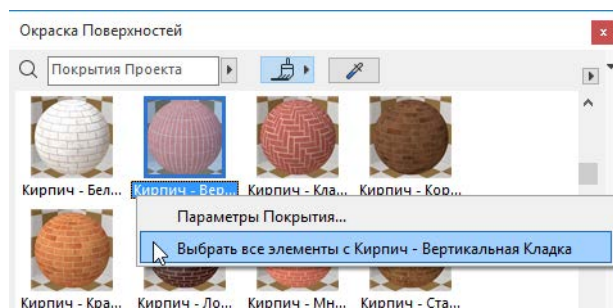 Окраска Поверхностей
Покрытия Проекта
Кирпич - Бел... Кирпич - Вер... Кирпич - Кла... Кирпич - Кор...
Параметры Покрытия...
Выбрать все элементы с Кирпич - Вертикальная Кладка
Кирпич - Кра... Кирпич - Ло... Кирпич - Мн... Кирпич - Ста...